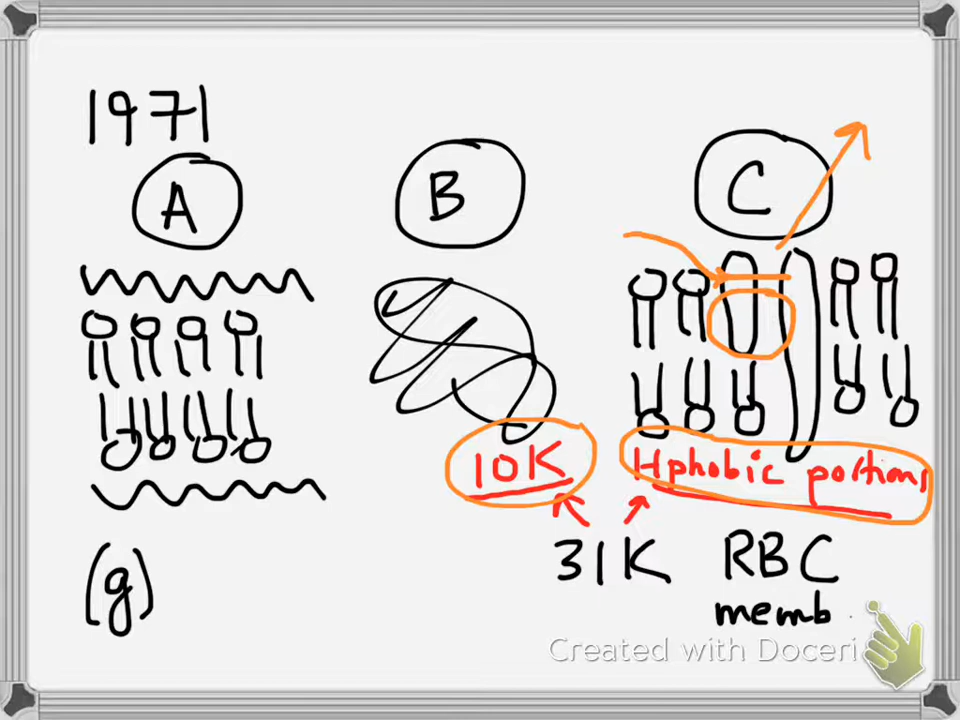 1971
A B C
10K Hphobic portions
31K RBC
memb
(g)
Created with Doceri